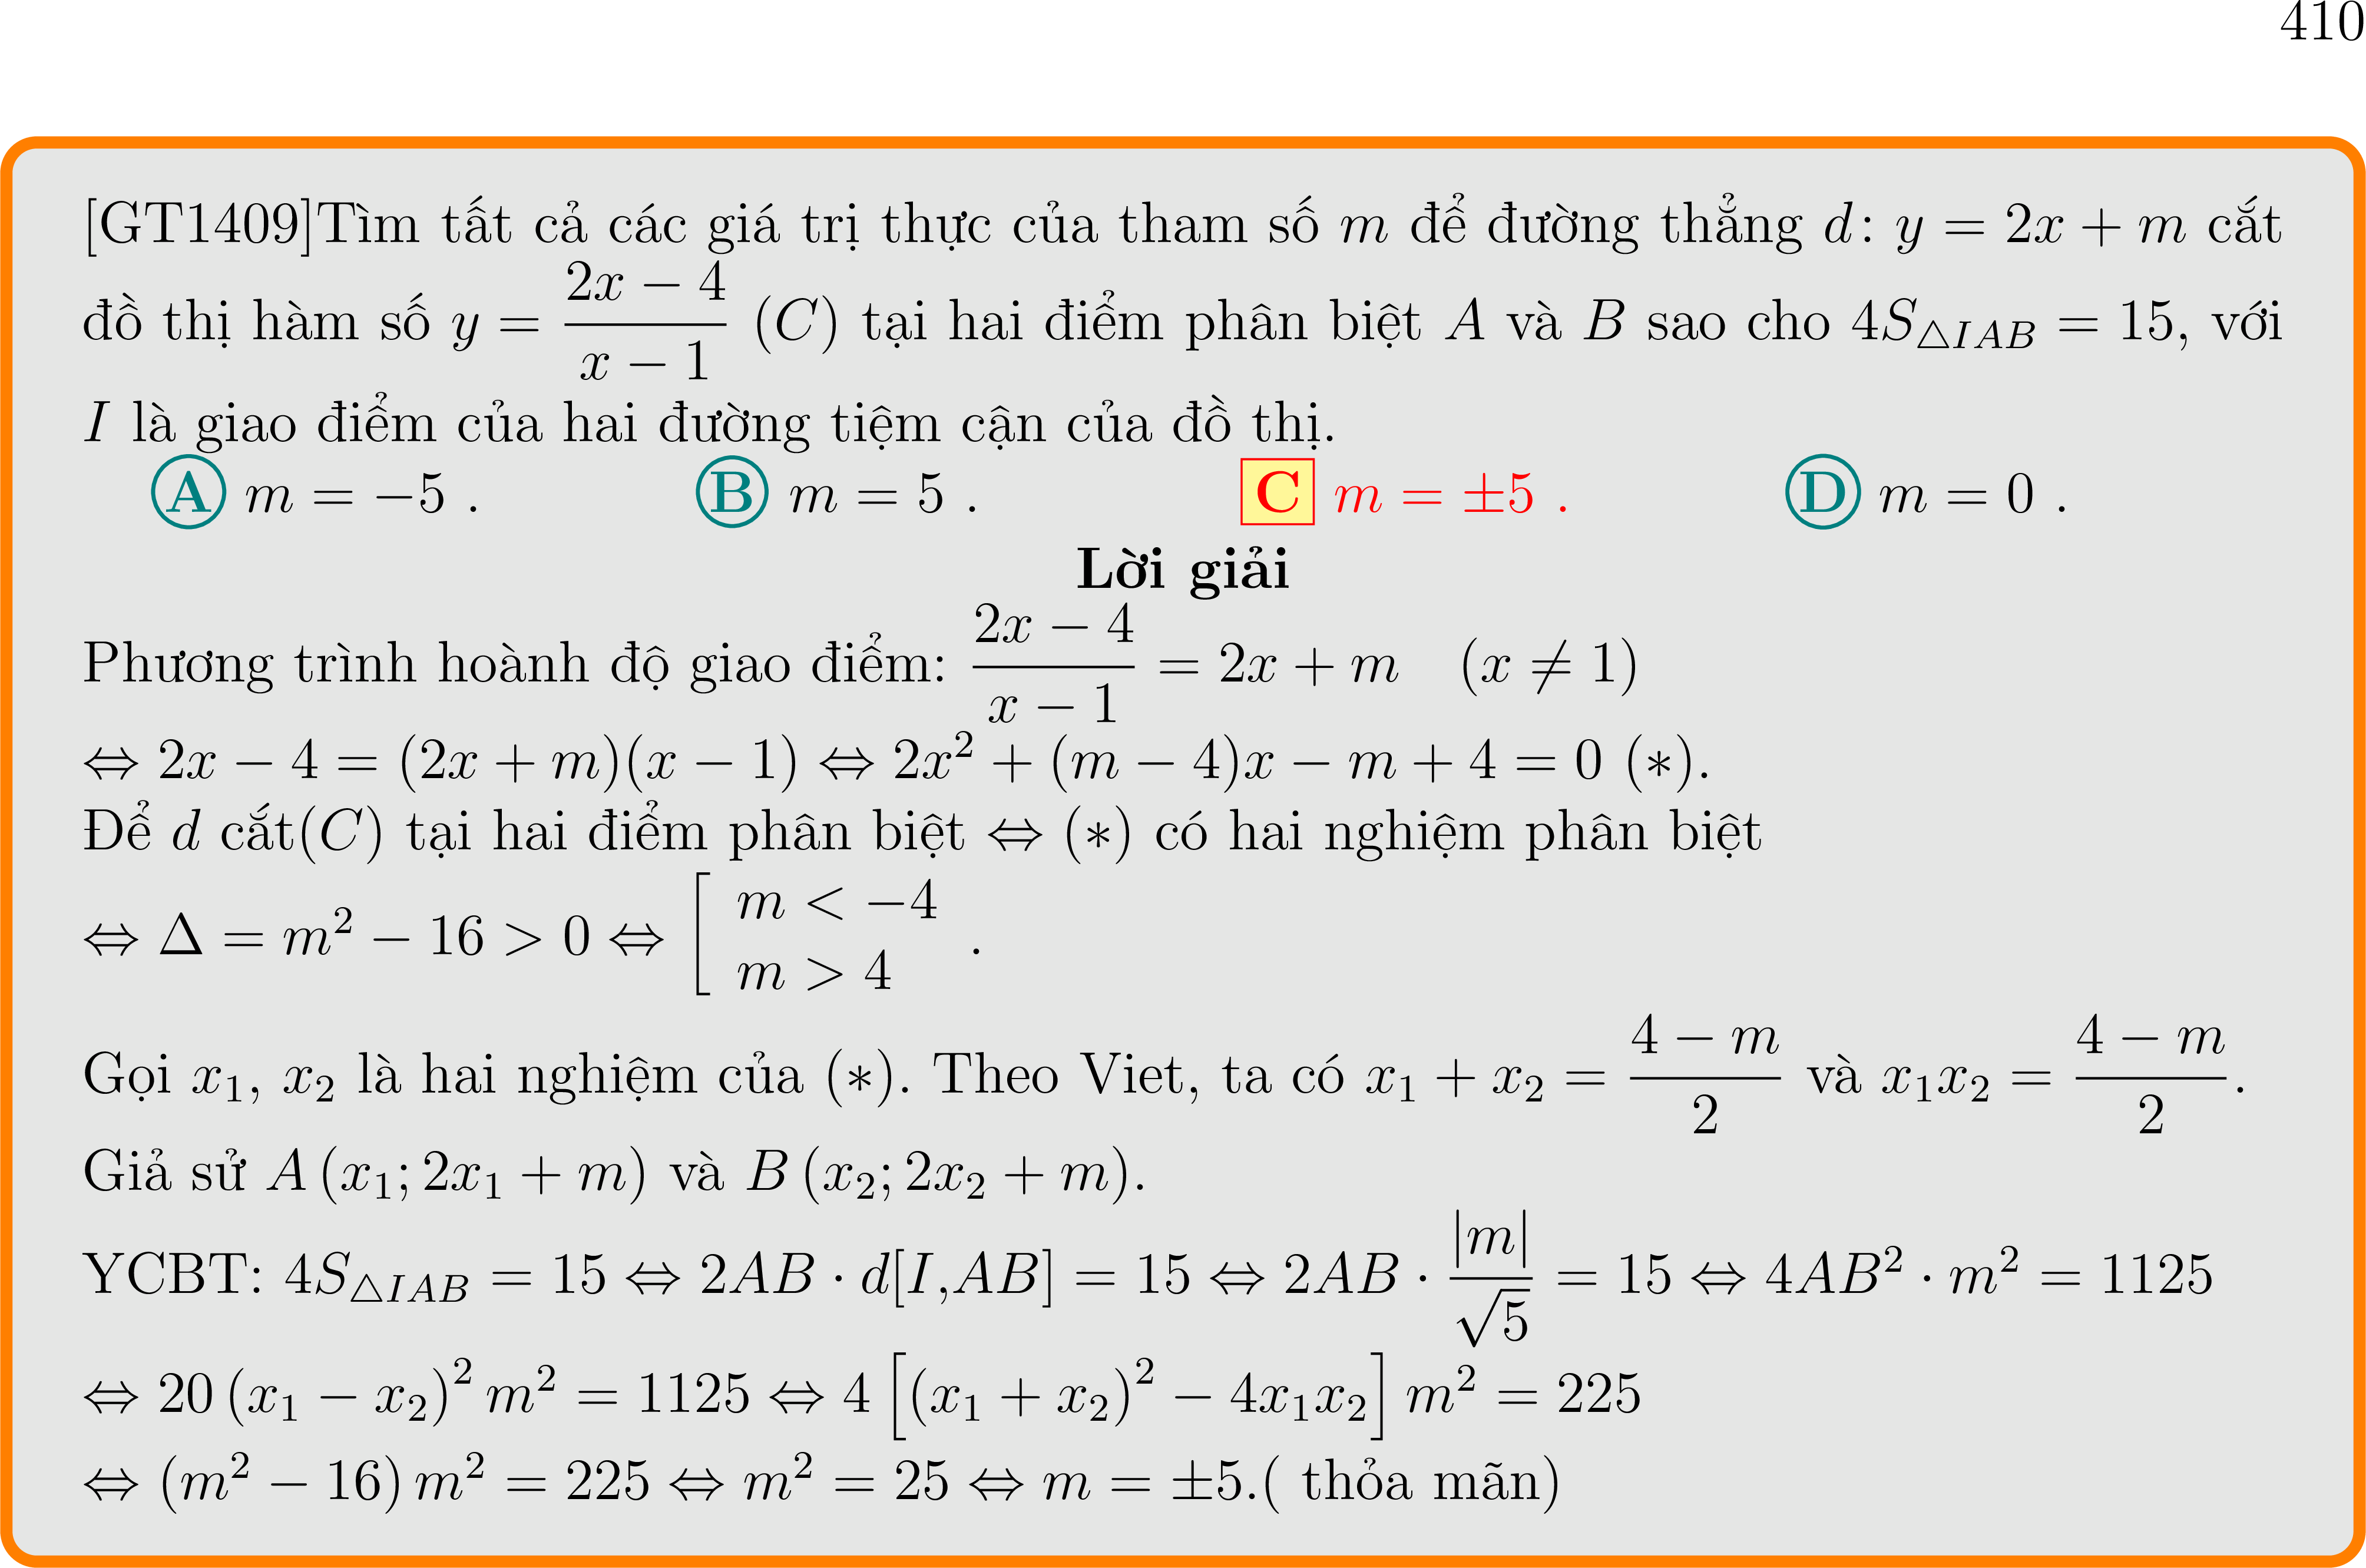 410
[GT1409]Tìm tất cả các giá trị thực của tham số $m$ để đường thẳng $d\colon y = 2x + m$ cắt
đồ thị hàm số $y = \dfrac{2x - 4}{x - 1}$ $(C)$ tại hai điểm phân biệt $A$ và $B$ sao cho $4S_{\triangle IAB} = 15$, với
$I$ là giao điểm của hai đường tiệm cận của đồ thị.
A $m = -5$ . B $m = 5$ . C $m = \pm 5$ . D $m = 0$ .
Lời giải
Phương trình hoành độ giao điểm: $\dfrac{2x - 4}{x - 1} = 2x + m \quad (x \neq 1)$
$\Leftrightarrow 2x - 4 = (2x + m)(x - 1) \Leftrightarrow 2x^2 + (m - 4)x - m + 4 = 0$ $(*)$.
Để $d$ cắt$(C)$ tại hai điểm phân biệt $\Leftrightarrow (*)$ có hai nghiệm phân biệt
$\Leftrightarrow \Delta = m^2 - 16 > 0 \Leftrightarrow \left[\begin{array}{l} m < -4 \\ m > 4 \end{array}\right.$.
Gọi $x_1$, $x_2$ là hai nghiệm của $(*)$. Theo Viet, ta có $x_1 + x_2 = \dfrac{4 - m}{2}$ và $x_1x_2 = \dfrac{4 - m}{2}$.
Giả sử $A\,(x_1; 2x_1 + m)$ và $B\,(x_2; 2x_2 + m)$.
YCBT: $4S_{\triangle IAB} = 15 \Leftrightarrow 2AB \cdot d[I,AB] = 15 \Leftrightarrow 2AB \cdot \dfrac{|m|}{\sqrt{5}} = 15 \Leftrightarrow 4AB^2 \cdot m^2 = 1125$
$\Leftrightarrow 20\,(x_1 - x_2)^2\,m^2 = 1125 \Leftrightarrow 4\left[(x_1 + x_2)^2 - 4x_1x_2\right]m^2 = 225$
$\Leftrightarrow (m^2 - 16)\,m^2 = 225 \Leftrightarrow m^2 = 25 \Leftrightarrow m = \pm 5$.( thỏa mãn)